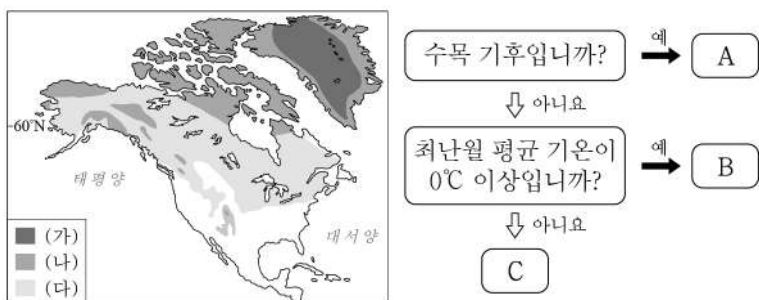 60°N
태평양
대서양
(가)
(나)
(다)
수목 기후입니까?
예
A
아니요
최난월 평균 기온이
0℃ 이상입니까?
예
B
아니요
C